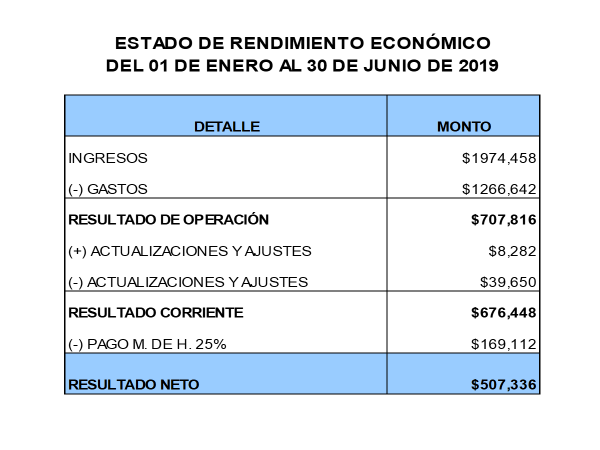 ESTADO DE RENDIMIENTO ECONÓMICO
DEL 01 DE ENERO AL 30 DE JUNIO DE 2019
DETALLE MONTO
INGRESOS $1974,458
(-) GASTOS $1266,642
RESULTADO DE OPERACIÓN $707,816
(+) ACTUALIZACIONES Y AJUSTES $8,282
(-) ACTUALIZACIONES Y AJUSTES $39,650
RESULTADO CORRIENTE $676,448
(-) PAGO M. DE H. 25% $169,112
RESULTADO NETO $507,336